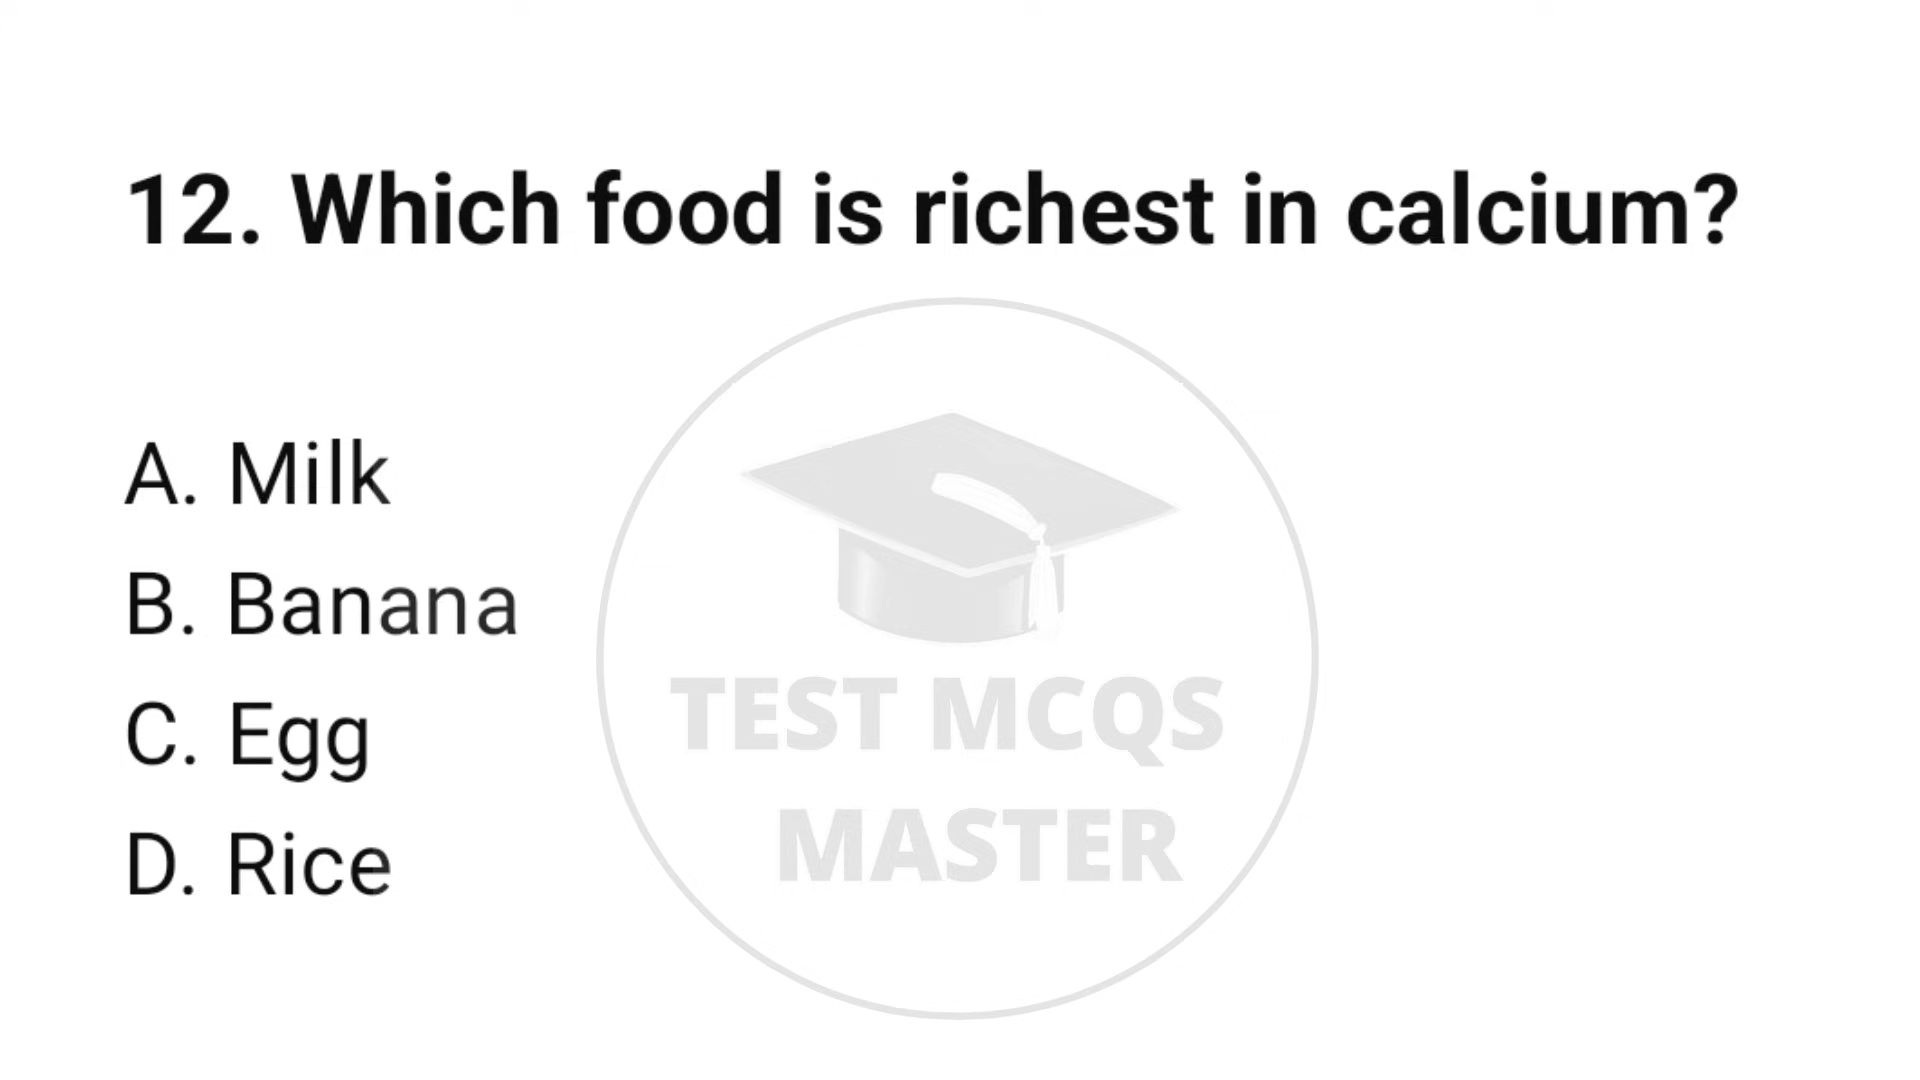 12. Which food is richest in calcium?
A. Milk
B. Banana
C. Egg
D. Rice
TEST MCQS
MASTER